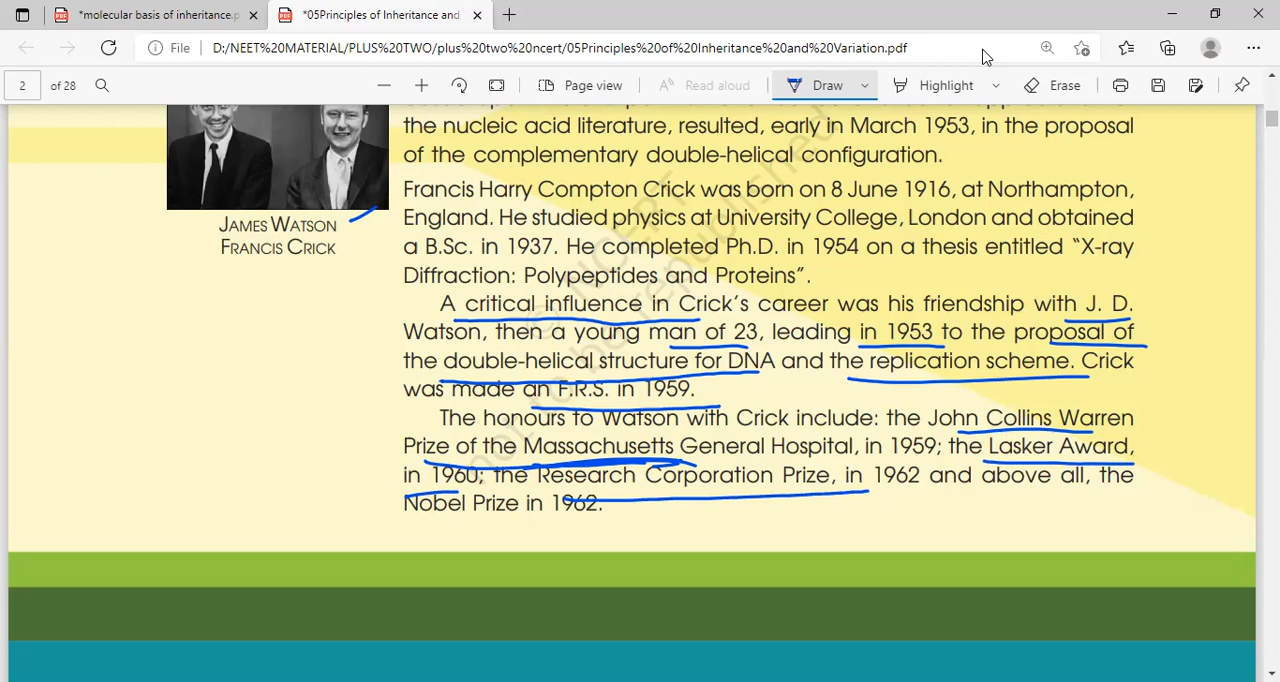 *molecular basis of inheritance.p
*05Principles of Inheritance and
File D:/NEET%20MATERIAL/PLUS%20TWO/plus%20two%20ncert/05Principles%20of%20Inheritance%20and%20Variation.pdf
2 of 28 Page view Read aloud Draw Highlight Erase
the nucleic acid literature, resulted, early in March 1953, in the proposal
of the complementary double-helical configuration.
Francis Harry Compton Crick was born on 8 June 1916, at Northampton,
England. He studied physics at University College, London and obtained
a B.Sc. in 1937. He completed Ph.D. in 1954 on a thesis entitled “X-ray
Diffraction: Polypeptides and Proteins”.
A critical influence in Crick’s career was his friendship with J. D.
Watson, then a young man of 23, leading in 1953 to the proposal of
the double-helical structure for DNA and the replication scheme. Crick
was made an F.R.S. in 1959.
The honours to Watson with Crick include: the John Collins Warren
Prize of the Massachusetts General Hospital, in 1959; the Lasker Award,
in 1960; the Research Corporation Prize, in 1962 and above all, the
Nobel Prize in 1962.
JAMES WATSON
FRANCIS CRICK
© NCERT
not to be republished